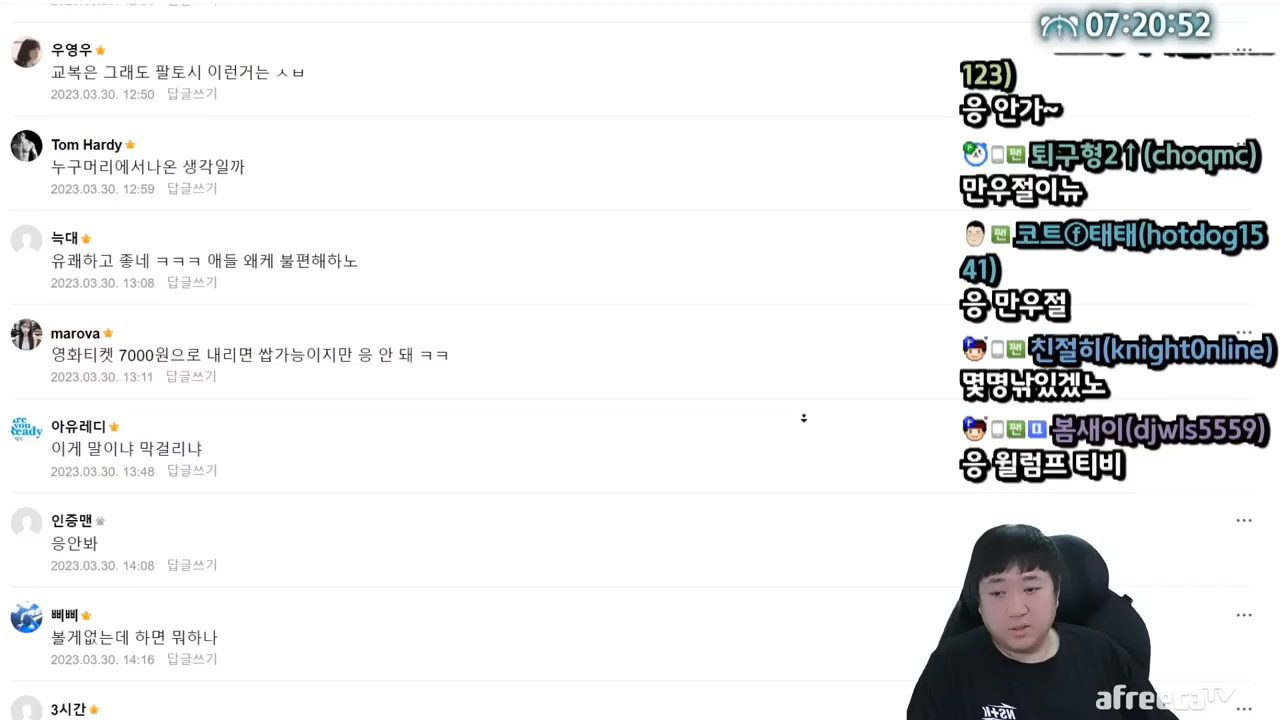 우영우
교복은 그래도 팔토시 이런거는 ㅅㅂ
2023.03.30. 12:50 답글쓰기
Tom Hardy
누구머리에서나온 생각일까
2023.03.30. 12:59 답글쓰기
늑대
유쾌하고 좋네 ㅋㅋㅋ 애들 왜케 불편해하노
2023.03.30. 13:08 답글쓰기
marova
영화티켓 7000원으로 내리면 쌉가능이지만 응 안 돼 ㅋㅋ
2023.03.30. 13:11 답글쓰기
아유레디
이게 말이냐 막걸리냐
2023.03.30. 13:48 답글쓰기
인증맨
응안봐
2023.03.30. 14:08 답글쓰기
삐삐
볼게없는데 하면 뭐하나
2023.03.30. 14:16 답글쓰기
3시간
07:20:52
123)
응 안가~
퇴구형2↑(choqmc)
만우절이뉴
코트ⓕ태태(hotdog15
41)
응 만우절
친절히(knight0nline)
몇명낚있겠노
봄새이(djwls5559)
응 월럼프 티비
afreecaTV